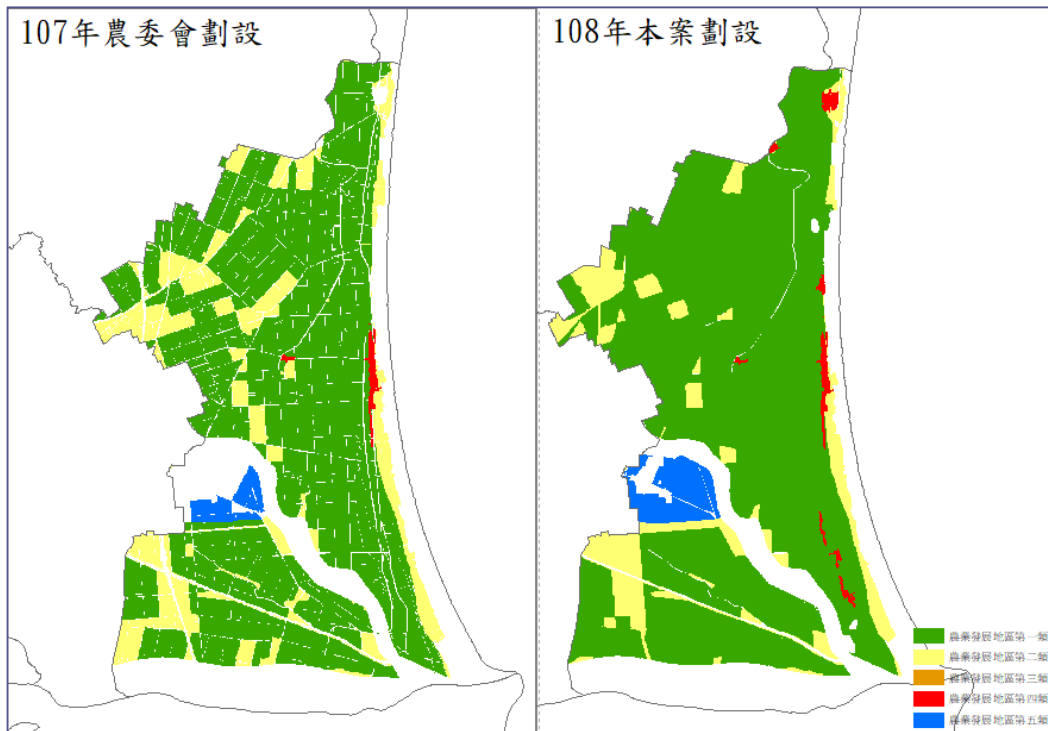 107年農委會劃設
108年本案劃設
農業發展地區第一類
農業發展地區第二類
農業發展地區第三類
農業發展地區第四類
農業發展地區第五類